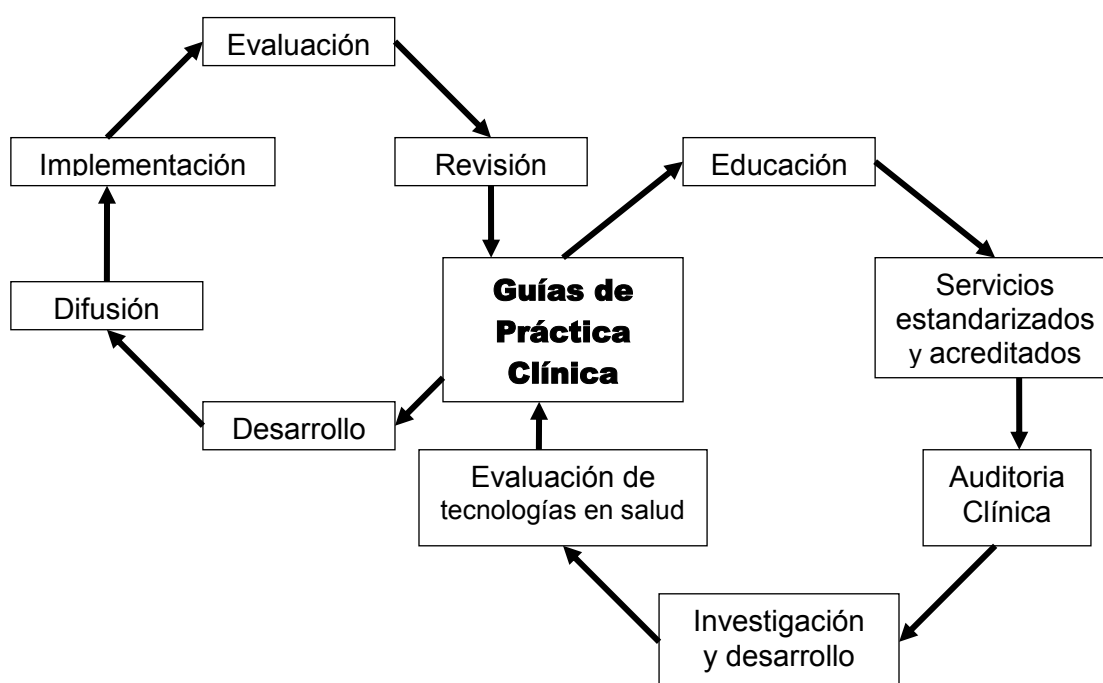 Evaluación
Implementación
Revisión
Educación
Difusión
Guías de
Práctica
Clínica
Servicios
estandarizados
y acreditados
Desarrollo
Evaluación de
tecnologías en salud
Auditoria
Clínica
Investigación
y desarrollo